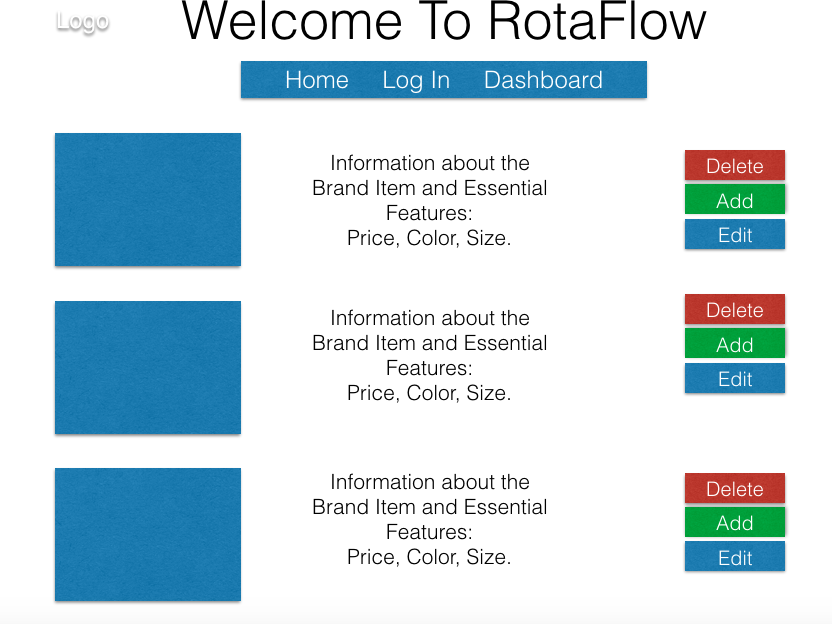 Logo
Welcome To RotaFlow
Home Log In Dashboard
Information about the
Brand Item and Essential
Features:
Price, Color, Size.
Delete
Add
Edit
Information about the
Brand Item and Essential
Features:
Price, Color, Size.
Delete
Add
Edit
Information about the
Brand Item and Essential
Features:
Price, Color, Size.
Delete
Add
Edit